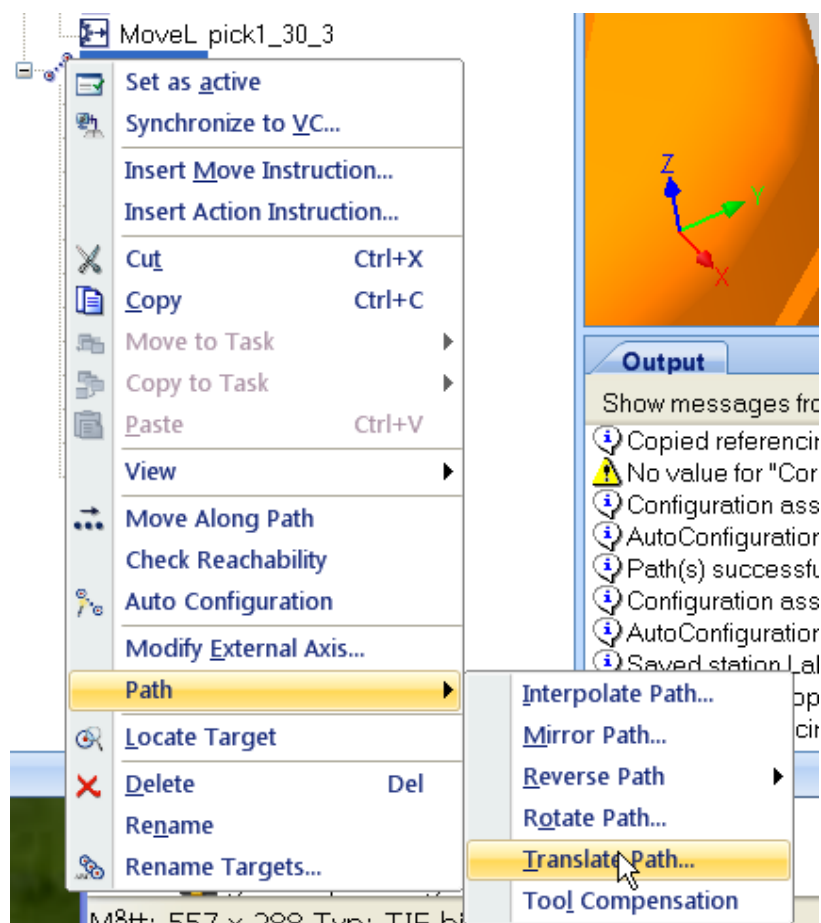 MoveL pick1_30_3
Set as active
Synchronize to VC...
Insert Move Instruction...
Insert Action Instruction...
Cut Ctrl+X
Copy Ctrl+C
Move to Task
Copy to Task
Paste Ctrl+V
View
Move Along Path
Check Reachability
Auto Configuration
Modify External Axis...
Path
Locate Target
Delete Del
Rename
Rename Targets...
Interpolate Path...
Mirror Path...
Reverse Path
Rotate Path...
Translate Path...
Tool Compensation
Z
Y
X
Output
Show messages fro
Copied referencin
No value for "Cor
Configuration ass
AutoConfiguration
Path(s) successfu
Configuration ass
AutoConfiguration
Saved station Lab